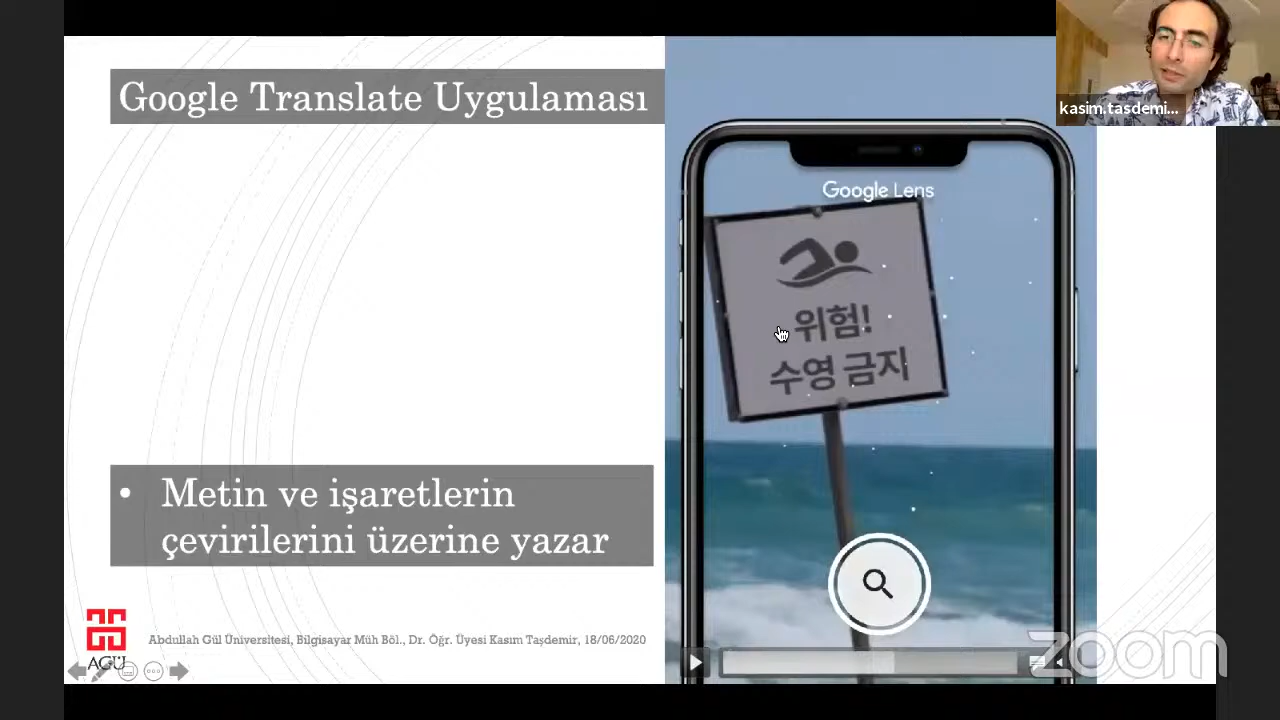 Google Translate Uygulaması
kasim.tasdemi...
Google Lens
위험!
수영 금지
• Metin ve işaretlerin
çevirilerini üzerine yazar
Abdullah Gül Üniversitesi, Bilgisayar Müh Böl., Dr. Öğr. Üyesi Kasım Taşdemir, 18/06/2020
AGÜ
zoom